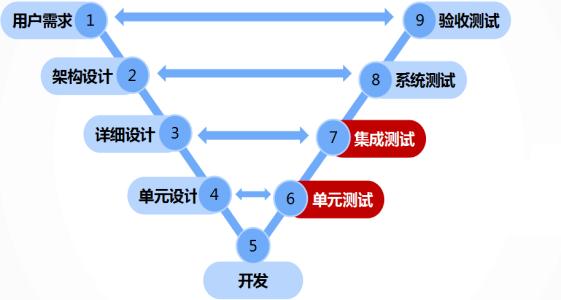 用户需求 1
9 验收测试
架构设计 2
8 系统测试
详细设计 3
7 集成测试
单元设计 4
6 单元测试
5
开发